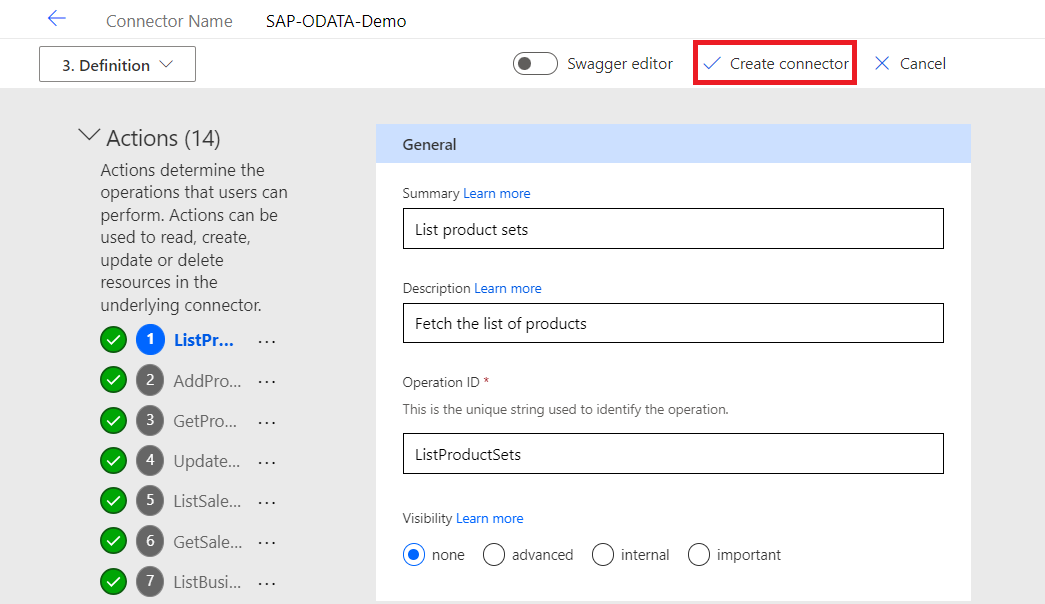 Connector Name SAP-ODATA-Demo
3. Definition Swagger editor Create connector Cancel
Actions (14)
Actions determine the
operations that users can
perform. Actions can be
used to read, create,
update or delete
resources in the
underlying connector.
1 ListPr... ...
2 AddPro... ...
3 GetPro... ...
4 Update... ...
5 ListSale... ...
6 GetSale... ...
7 ListBusi... ...
General
Summary Learn more
List product sets
Description Learn more
Fetch the list of products
Operation ID *
This is the unique string used to identify the operation.
ListProductSets
Visibility Learn more
none advanced internal important